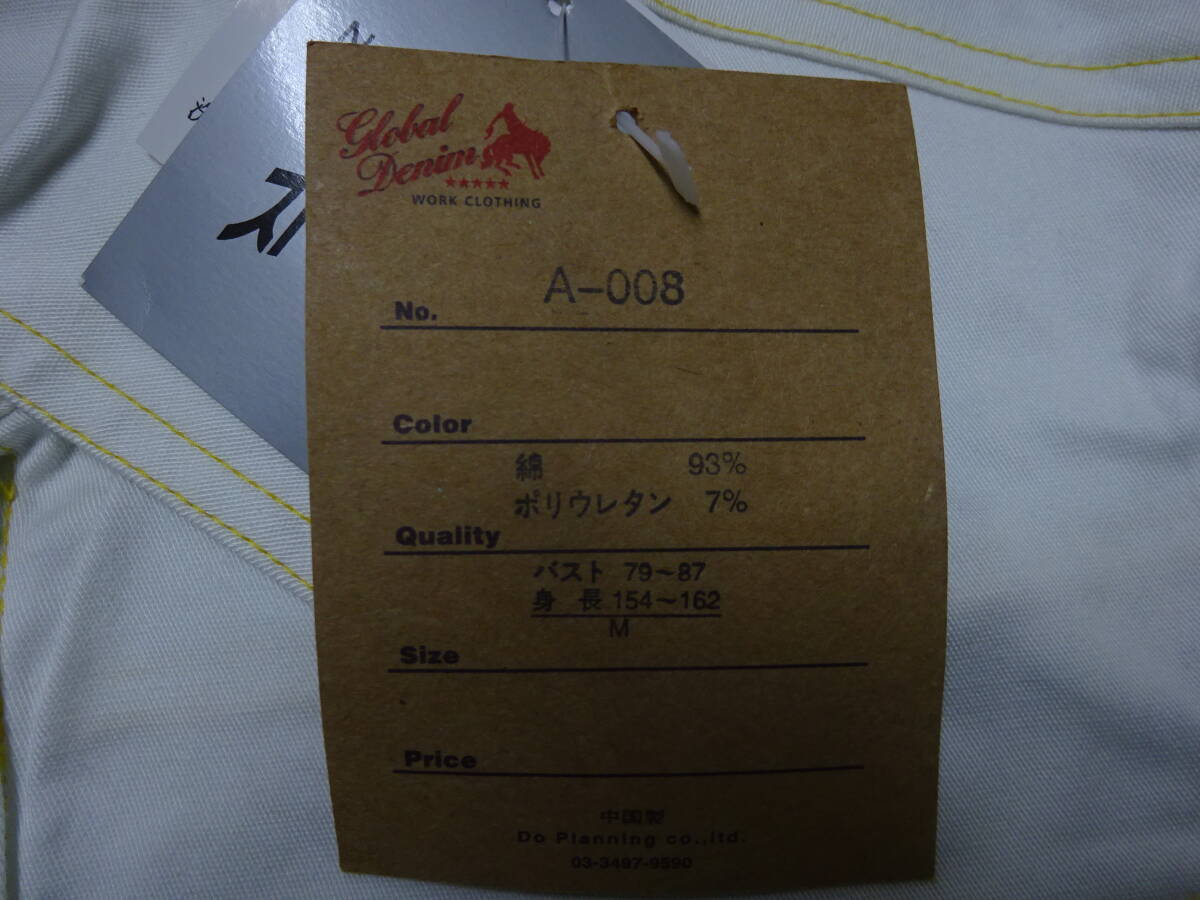 Global
Denim
WORK CLOTHING
No. A-008
Color
綿 93%
ポリウレタン 7%
Quality
バスト 79～87
身 長 154～162
M
Size
Price
中国製
Do Planning co.,ltd.
03-3497-9590